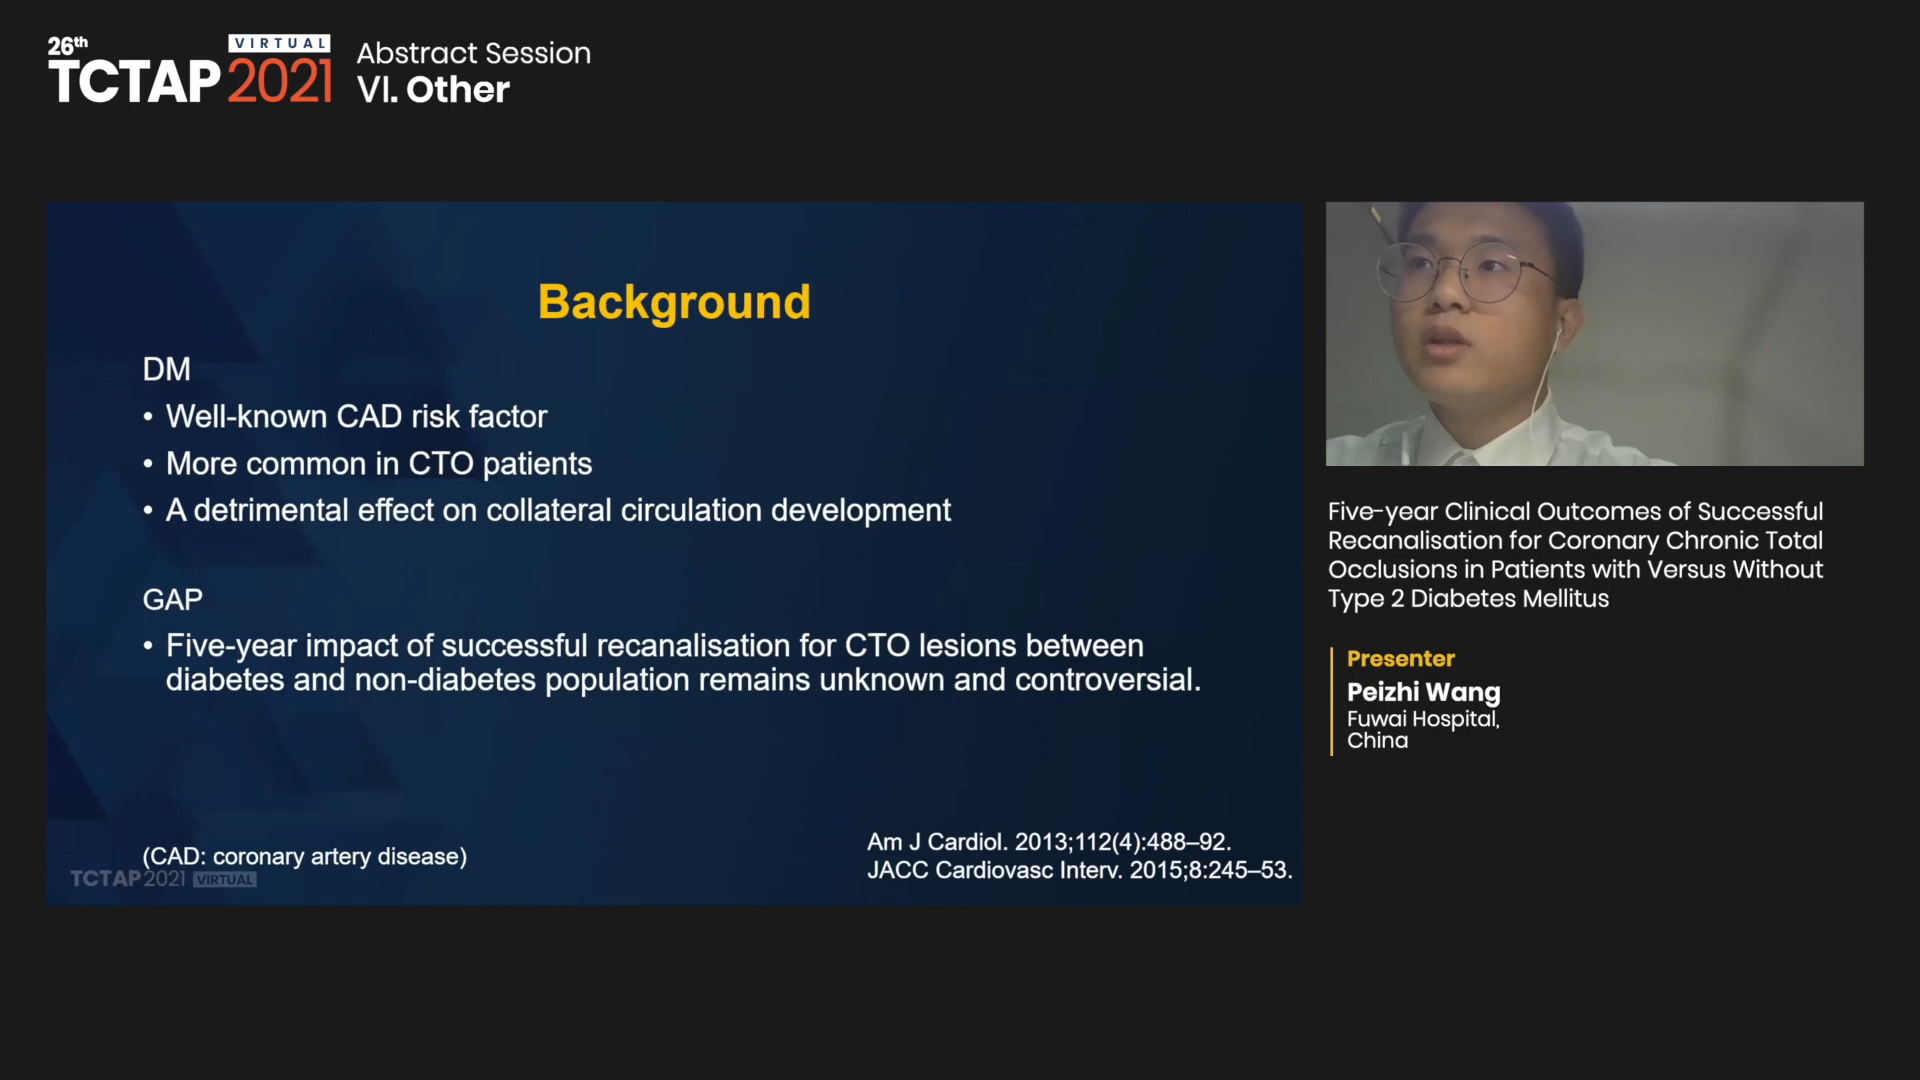 26th
VIRTUAL
TCTAP 2021
Abstract Session
VI. Other
Background
DM
• Well-known CAD risk factor
• More common in CTO patients
• A detrimental effect on collateral circulation development
GAP
• Five-year impact of successful recanalisation for CTO lesions between
diabetes and non-diabetes population remains unknown and controversial.
(CAD: coronary artery disease)
TCTAP 2021 VIRTUAL
Am J Cardiol. 2013;112(4):488–92.
JACC Cardiovasc Interv. 2015;8:245–53.
Five-year Clinical Outcomes of Successful
Recanalisation for Coronary Chronic Total
Occlusions in Patients with Versus Without
Type 2 Diabetes Mellitus
Presenter
Peizhi Wang
Fuwai Hospital,
China